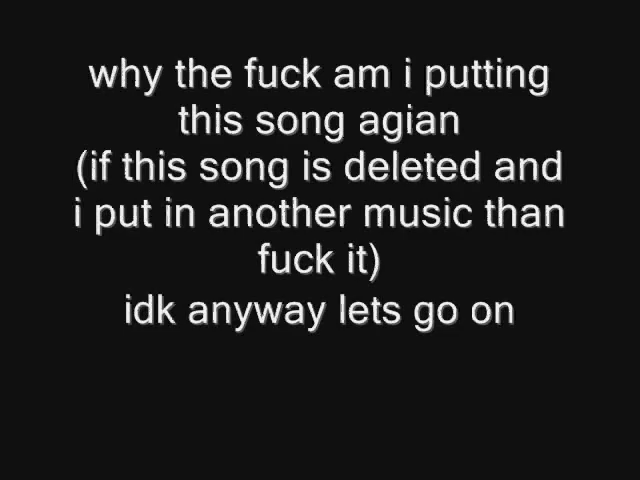 why the fuck am i putting
this song agian
(if this song is deleted and
i put in another music than
fuck it)
idk anyway lets go on